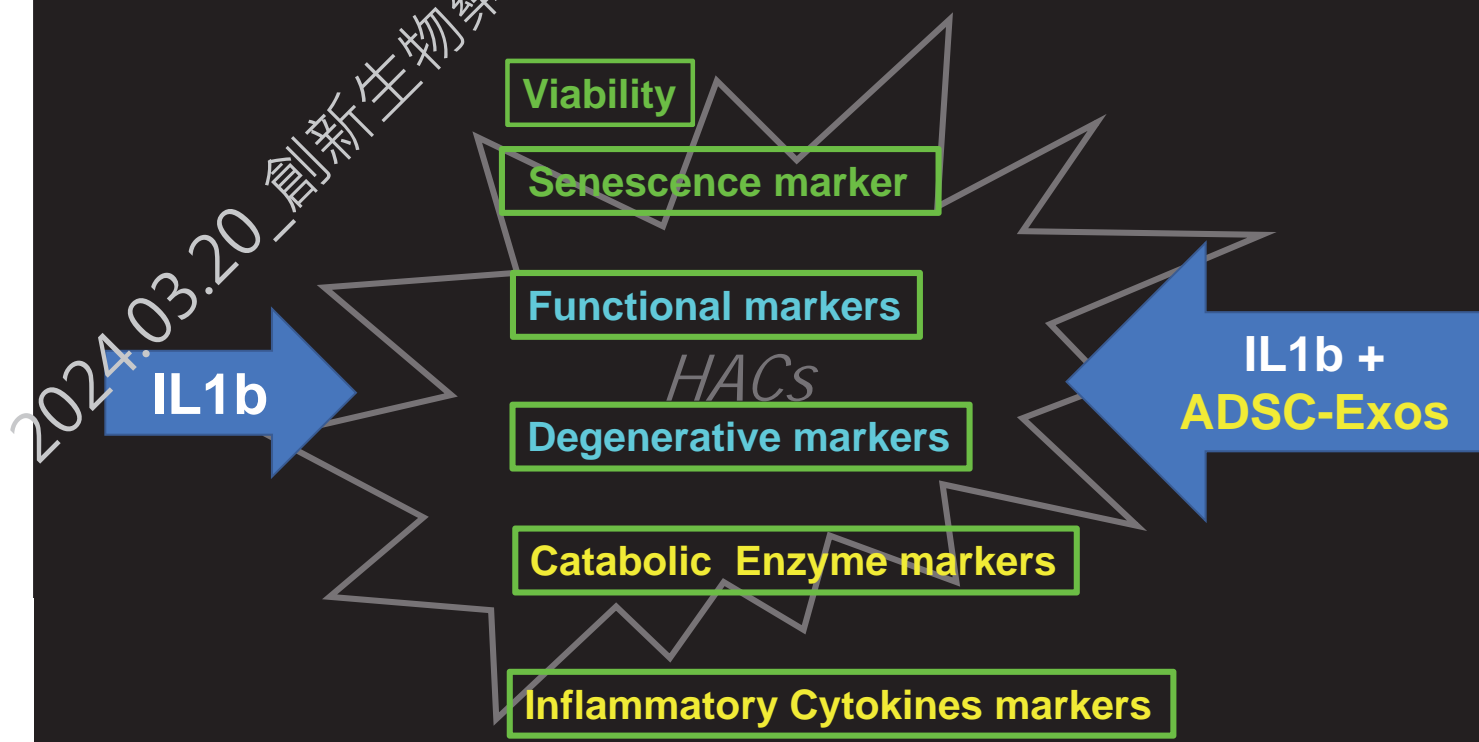 2024.03.20_創新生物
Viability
Senescence marker
Functional markers
HACs
IL1b
IL1b +
ADSC-Exos
Degenerative markers
Catabolic  Enzyme markers
Inflammatory Cytokines markers